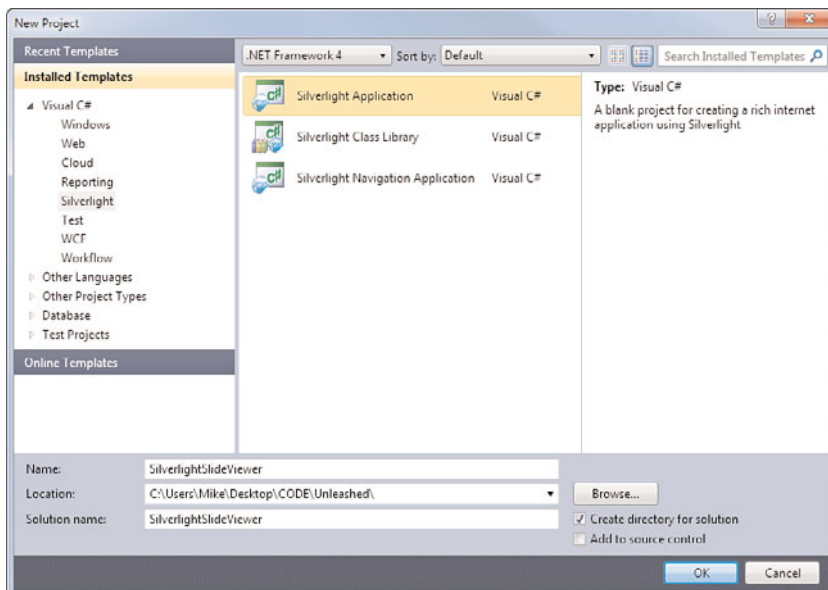 New Project
Recent Templates
Installed Templates
Visual C#
Windows
Web
Cloud
Reporting
Silverlight
Test
WCF
Workflow
Other Languages
Other Project Types
Database
Test Projects
Online Templates
.NET Framework 4 Sort by: Default Search Installed Templates
Silverlight Application Visual C#
Silverlight Class Library Visual C#
Silverlight Navigation Application Visual C#
Type: Visual C#
A blank project for creating a rich internet
application using Silverlight
Name: SilverlightSlideViewer
Location: C:\Users\Mike\Desktop\CODE\Unleashed\ Browse...
Solution name: SilverlightSlideViewer
Create directory for solution
Add to source control
OK Cancel